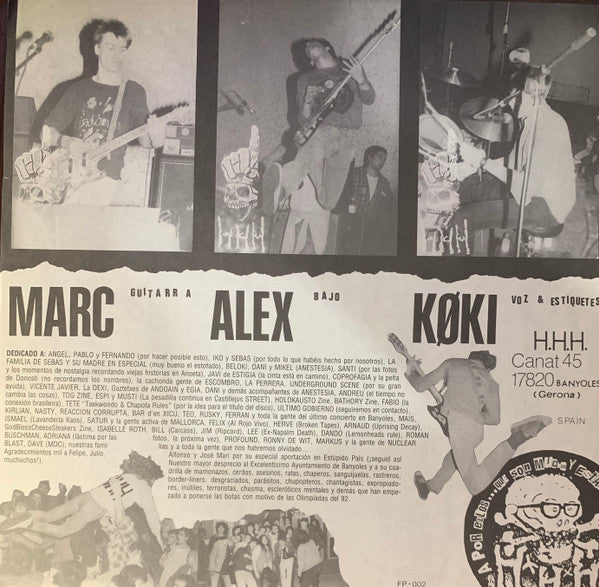 MARC GUITARRA ALEX BAJO KØKI VOZ & ESTIQUETES
H.H.H.
Canat 45
17820 BANYOLES
(Gerona)
SPAIN
DEDICADO A: ANGEL, PABLO y FERNANDO (por hacer posible esto), IKO y SEBAS (por todo lo que habéis hecho por nosotros), LA
FAMILIA DE SEBAS Y SU MADRE EN ESPECIAL (muy bueno el estofado), BELOKI, DANI y MIKEL (ANESTESIA), SANTI (por las fotos
y los momentos de nostalgia recordando viejas historias en Anoeta), JAVI de ESTIGIA (la cinta está en camino), COPROFAGIA y la peña
de Donosti (no recordamos los nombres), la cachonda gente de ESCOMBRO, LA PERRERA, UNDERGROUND SCENE (por su gran
ayuda), VICENTE JAVIER, LA DEXI, Gaztetxes de ANDOAIN y EGIA, DANI y demás acompañantes de ANESTESIA, ANDREU (el tiempo no
cambia las cosas), TDG ZINE, ESPI y MUSTI (La pesadilla continua en Castillejos STREET), HOLOKAUSTO Zine, BATHORY Zine, FABIO (la
conexión brasileira), TETE "Taekwondo & Chapota Rules" (por la idea para el título del disco), ULTIMO GOBIERNO (seguiremos en contacto),
KIRLIAN, NASTY, REACCION CORRUPTA, BAR d'en XICU, TEO, RUSKY, FERRAN y toda la gente del último concierto en Banyoles, MAIS,
ISMAEL (Lavandería Kaos), SATUR y la gente activa de MALLORCA, FELIX (Al Rojo Vivo), HERVÉ (Broken Tapes), ARNAUD (Uprising Decay),
GodBlessCheeseSneakers Zine, ISABELLE ROTH, BILL (Carcass), JIM (Ripcord), LEE (Ex-Napalm Death), DANDO (Lemonheads rule), ROMAN
BUSCHMAN, ADRIANA (lástima por las fotos, la próxima vez), PROFOUND, RONNY DE WIT, MARKUS y la gente de NUCLEAR
BLAST, DAVE (MDC), nuestras fami lias y a toda la gente que nos habremos olvidado...
Agradecimientos mil a Felipe, Julio, Alfonso y José Mari por su especial aportación en Estúpido País (¡seguid así
muchachos!). Nuestro mayor desprecio al Excelentísimo Ayuntamiento de Banyoles y a su cua-
drilla de mamonazos, cerdos, asesinos, ratas, chaperos, sanguijuelas, rastreros,
border-liners, desgraciados, parásitos, chupopteros, chantagistas, expropiado-
res, inútiles, terroristas, chusma, escleróticos mentales y demás que han empe-
zado a ponerse las botas con motivo de las Olimpiadas del 92.
FP-002